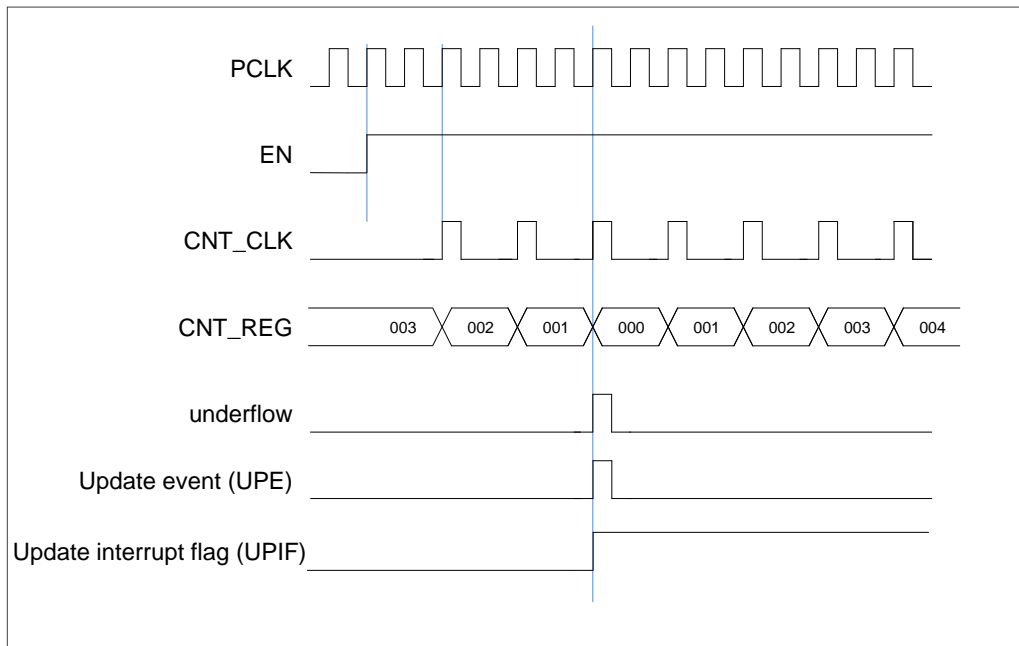 PCLK
EN
CNT_CLK
CNT_REG 003 002 001 000 001 002 003 004
underflow
Update event (UPE)
Update interrupt flag (UPIF)